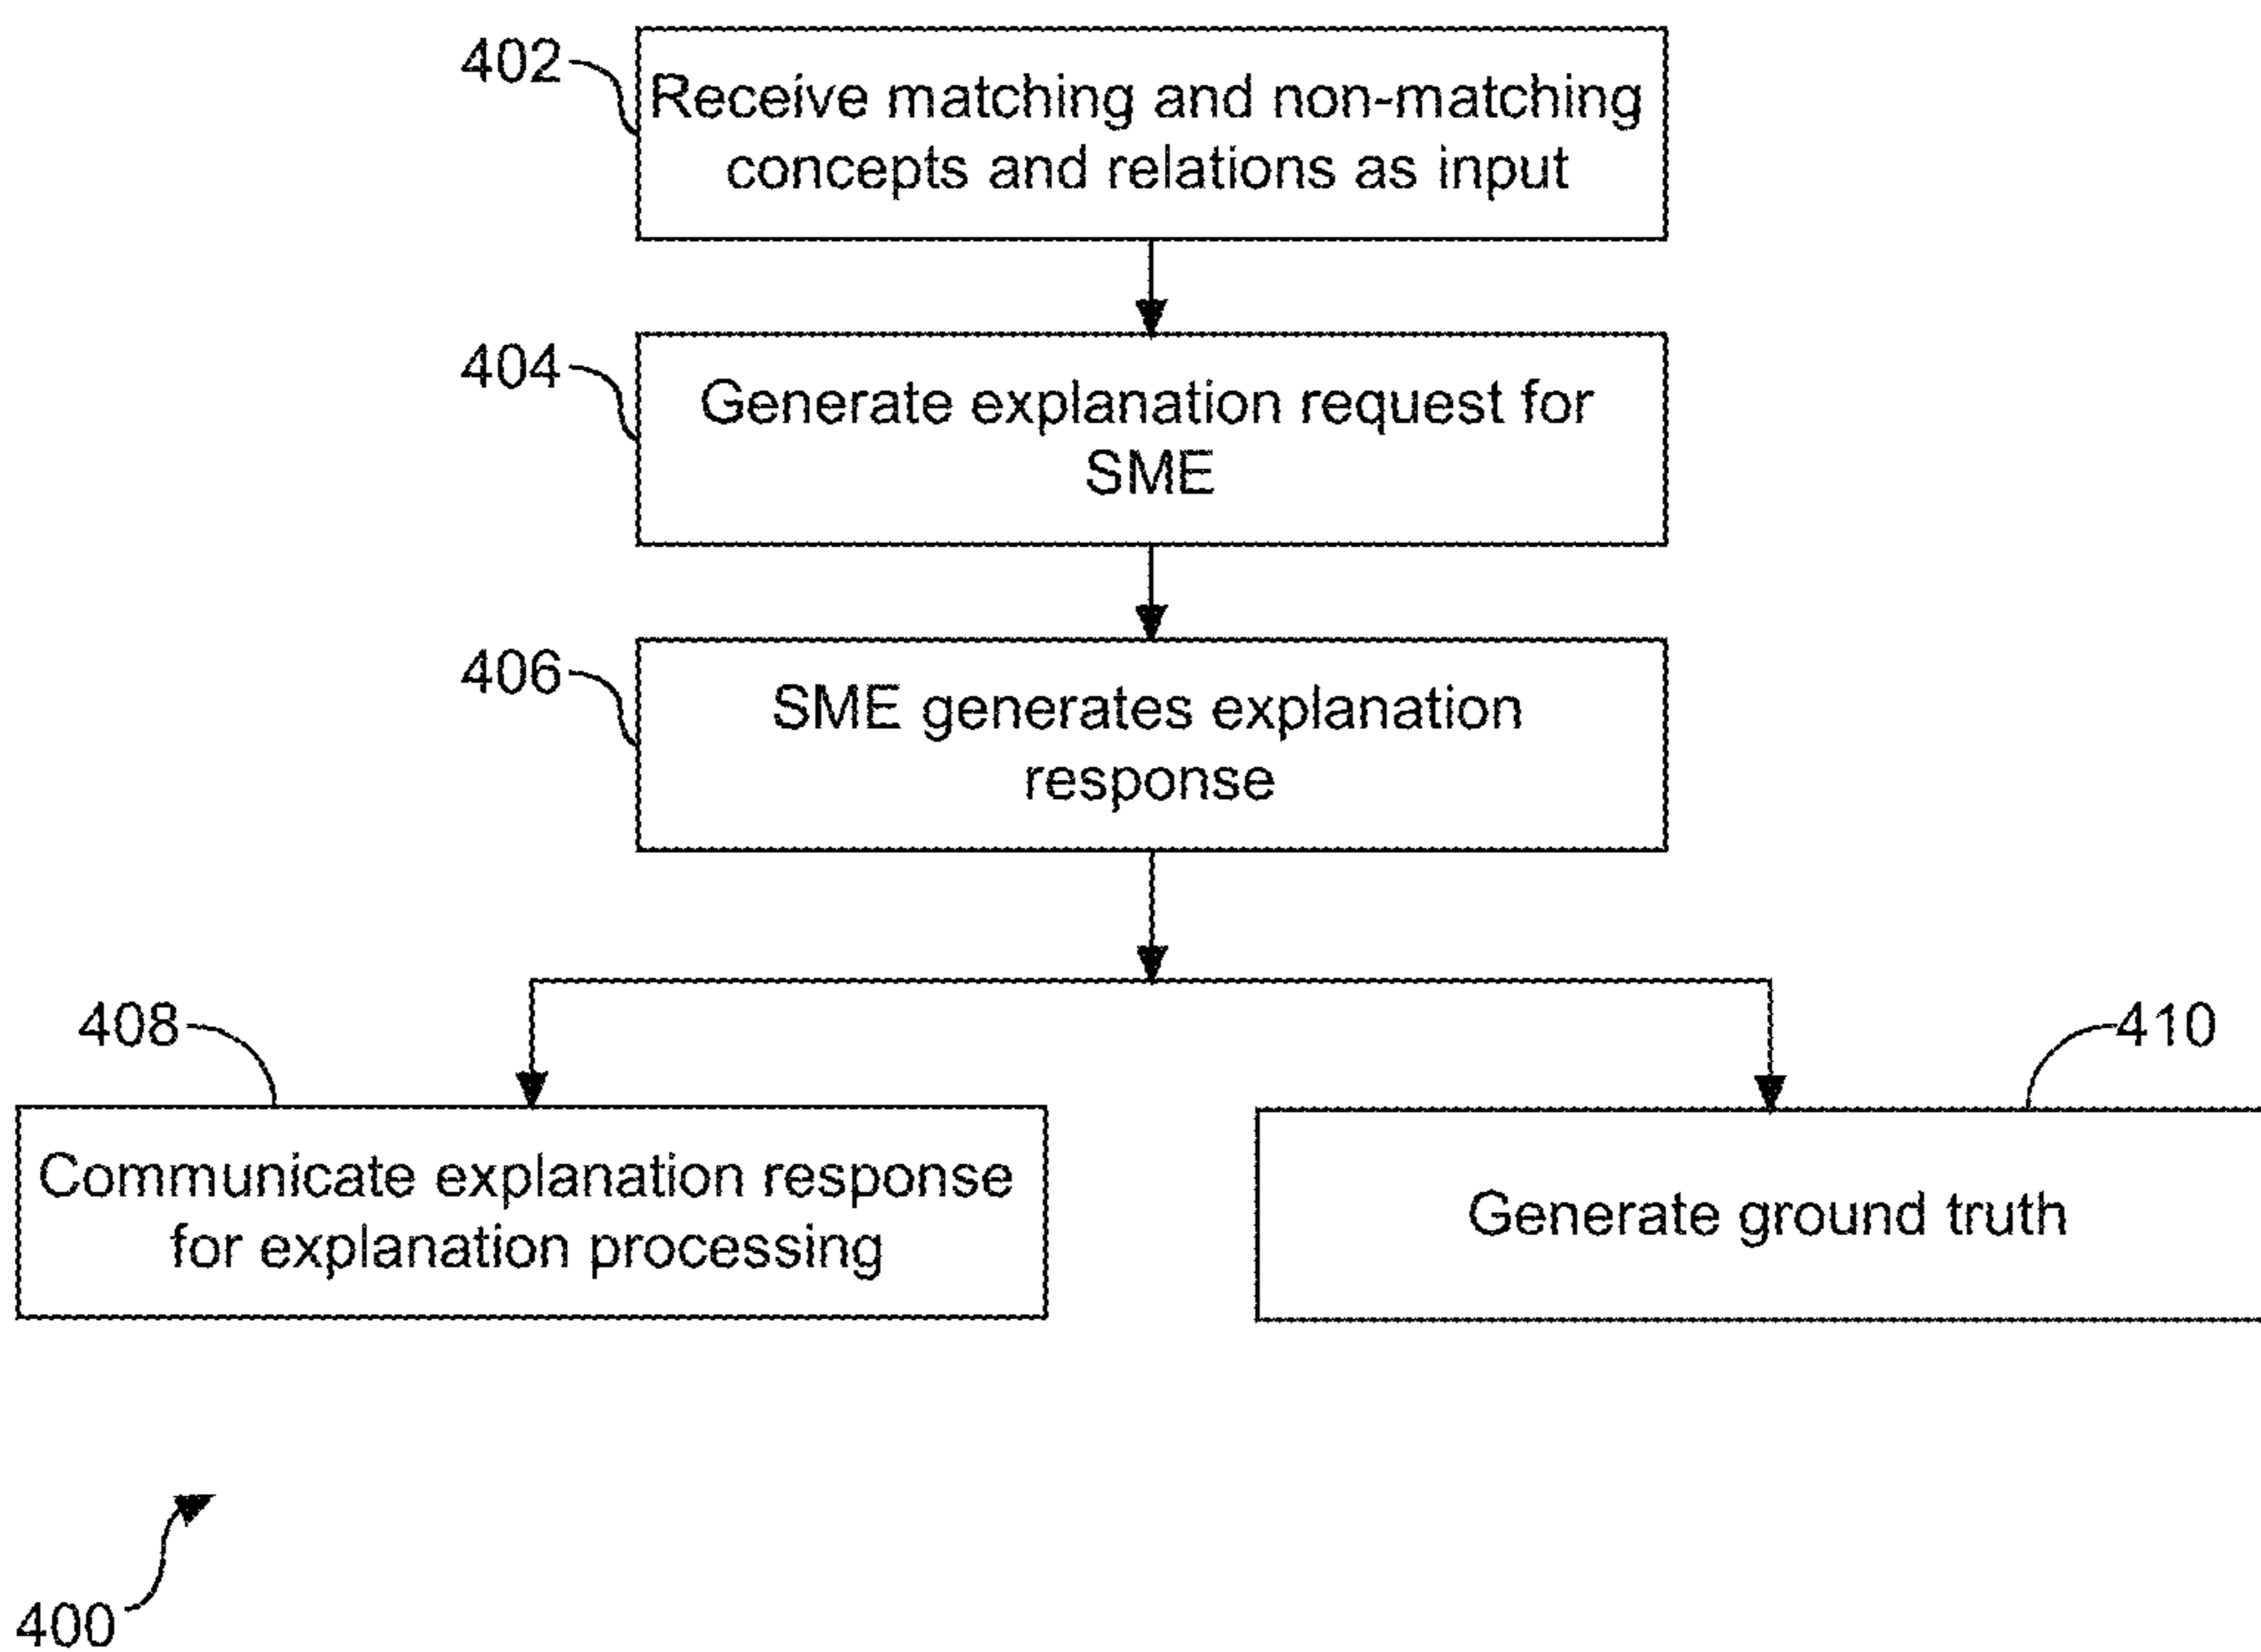 402
Receive matching and non-matching
concepts and relations as input
404
Generate explanation request for
SME
406
SME generates explanation
response
408
410
Communicate explanation response
for explanation processing
Generate ground truth
400